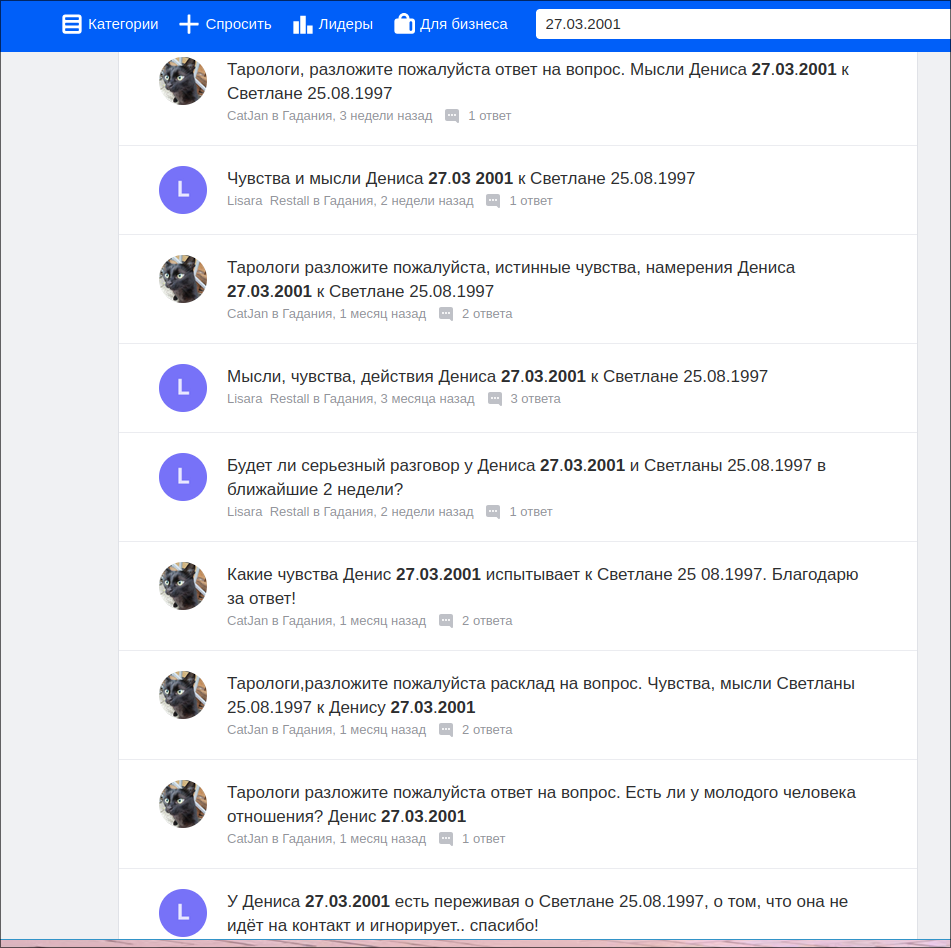 Категории Спросить Лидеры Для бизнеса 27.03.2001
Тарологи, разложите пожалуйста ответ на вопрос. Мысли Дениса 27.03.2001 к
Светлане 25.08.1997
CatJan в Гадания, 3 недели назад 1 ответ
L
Чувства и мысли Дениса 27.03 2001 к Светлане 25.08.1997
Lisara Restall в Гадания, 2 недели назад 1 ответ
Тарологи разложите пожалуйста, истинные чувства, намерения Дениса
27.03.2001 к Светлане 25.08.1997
CatJan в Гадания, 1 месяц назад 2 ответа
L
Мысли, чувства, действия Дениса 27.03.2001 к Светлане 25.08.1997
Lisara Restall в Гадания, 3 месяца назад 3 ответа
L
Будет ли серьезный разговор у Дениса 27.03.2001 и Светланы 25.08.1997 в
ближайшие 2 недели?
Lisara Restall в Гадания, 2 недели назад 1 ответ
Какие чувства Денис 27.03.2001 испытывает к Светлане 25 08.1997. Благодарю
за ответ!
CatJan в Гадания, 1 месяц назад 2 ответа
Тарологи,разложите пожалуйста расклад на вопрос. Чувства, мысли Светланы
25.08.1997 к Денису 27.03.2001
CatJan в Гадания, 1 месяц назад 2 ответа
Тарологи разложите пожалуйста ответ на вопрос. Есть ли у молодого человека
отношения? Денис 27.03.2001
CatJan в Гадания, 1 месяц назад 1 ответ
L
У Дениса 27.03.2001 есть переживая о Светлане 25.08.1997, о том, что она не
идёт на контакт и игнорирует.. спасибо!